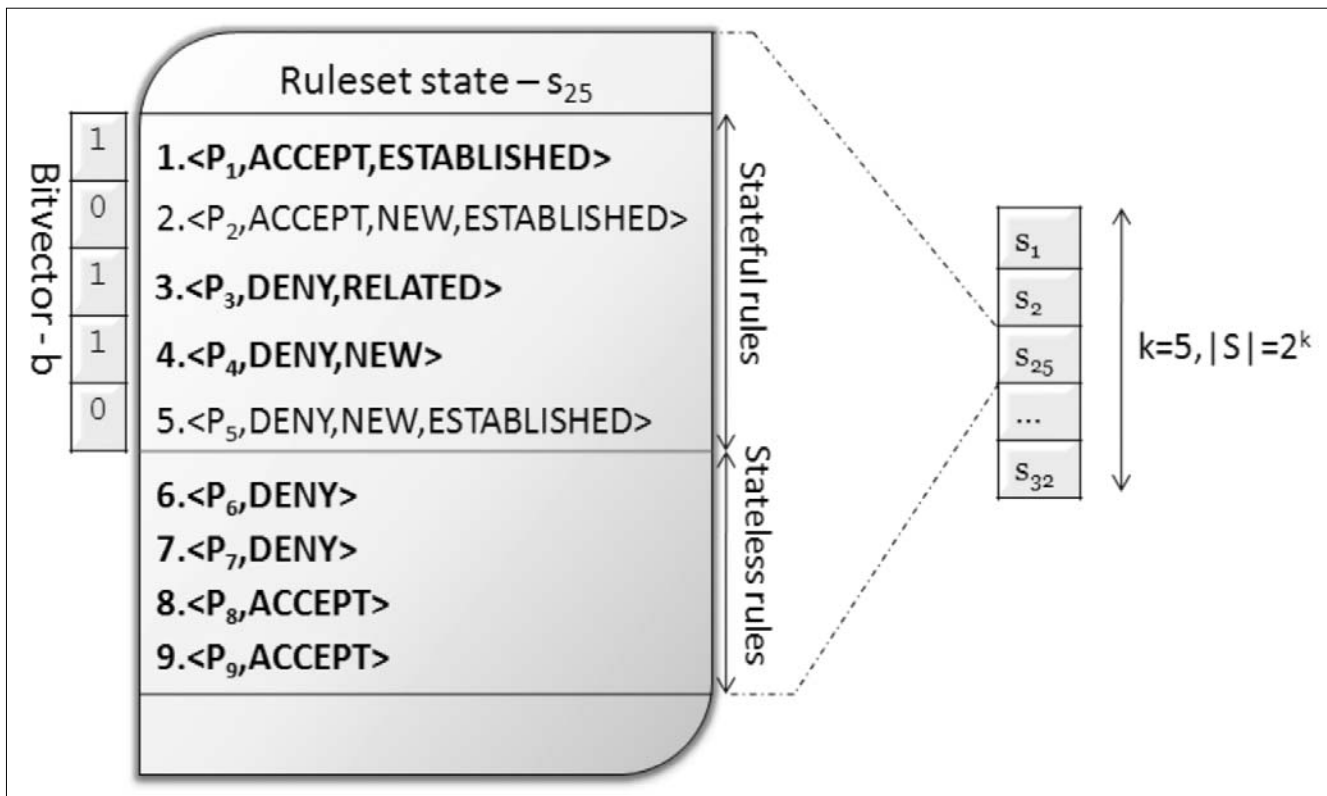 Ruleset state – s₂₅
Bitvector - b
1
0
1
1
0
1.<P₁,ACCEPT,ESTABLISHED>
2.<P₂,ACCEPT,NEW,ESTABLISHED>
3.<P₃,DENY,RELATED>
4.<P₄,DENY,NEW>
5.<P₅,DENY,NEW,ESTABLISHED>
6.<P₆,DENY>
7.<P₇,DENY>
8.<P₈,ACCEPT>
9.<P₉,ACCEPT>
Stateful rules
Stateless rules
s₁
s₂
s₂₅
...
s₃₂
k=5,|S|=2ᵏ